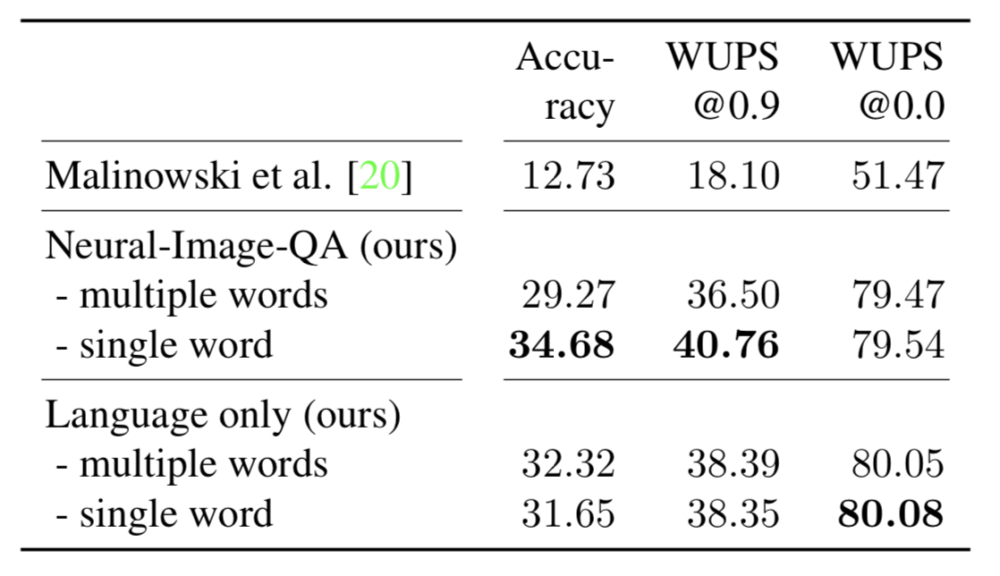 Accu- WUPS WUPS
racy @0.9 @0.0
Malinowski et al. [20] 12.73 18.10 51.47
Neural-Image-QA (ours)
- multiple words 29.27 36.50 79.47
- single word 34.68 40.76 79.54
Language only (ours)
- multiple words 32.32 38.39 80.05
- single word 31.65 38.35 80.08